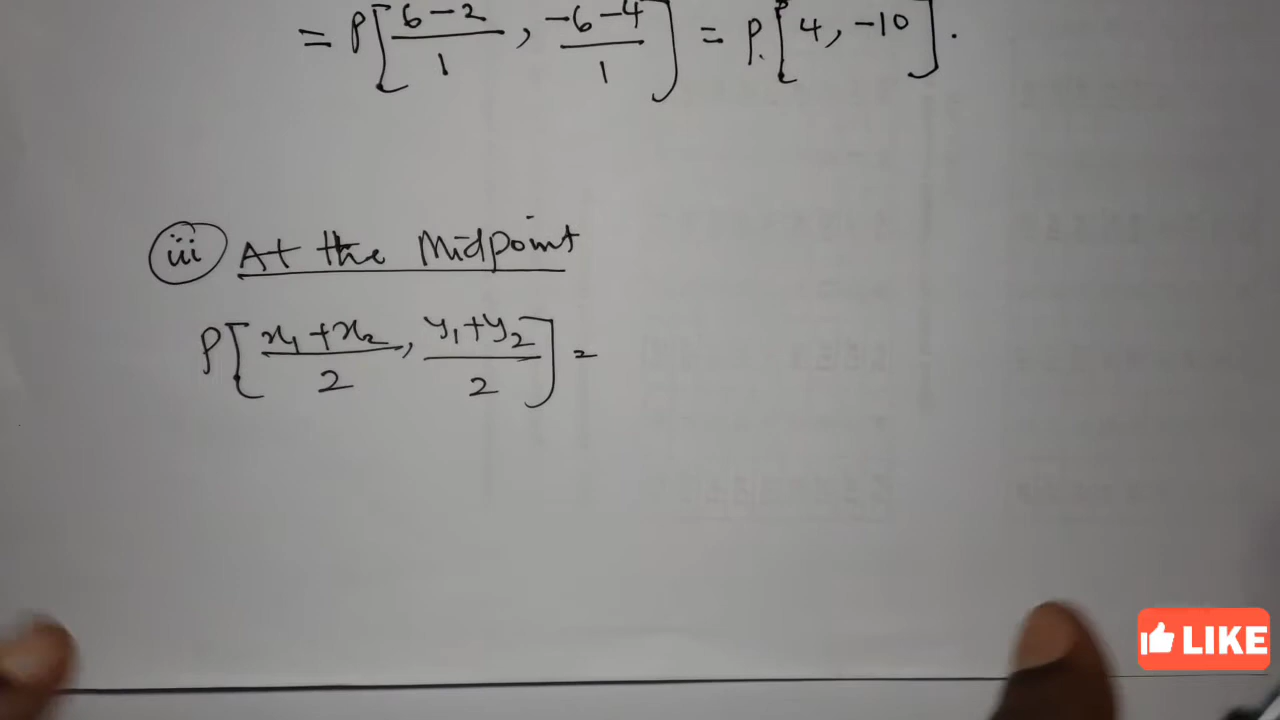 = P[6-2/1, -6-4/1] = P.[4, -10].
iii At the Midpoint
P[x₁+x₂/2, y₁+y₂/2] =
LIKE